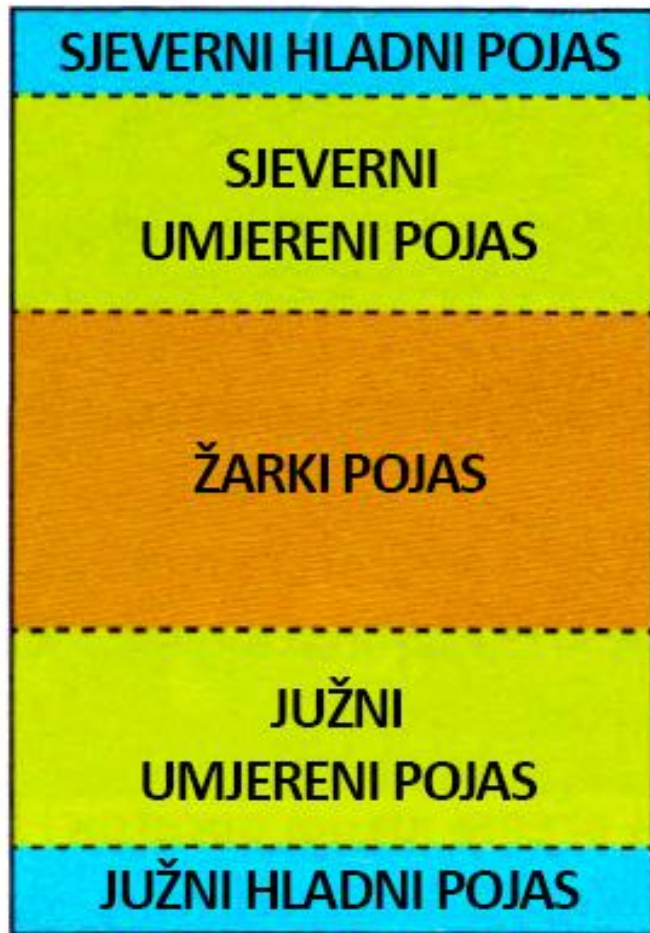 SJEVERNI HLADNI POJAS
SJEVERNI
UMJERENI POJAS
ŽARKI POJAS
JUŽNI
UMJERENI POJAS
JUŽNI HLADNI POJAS